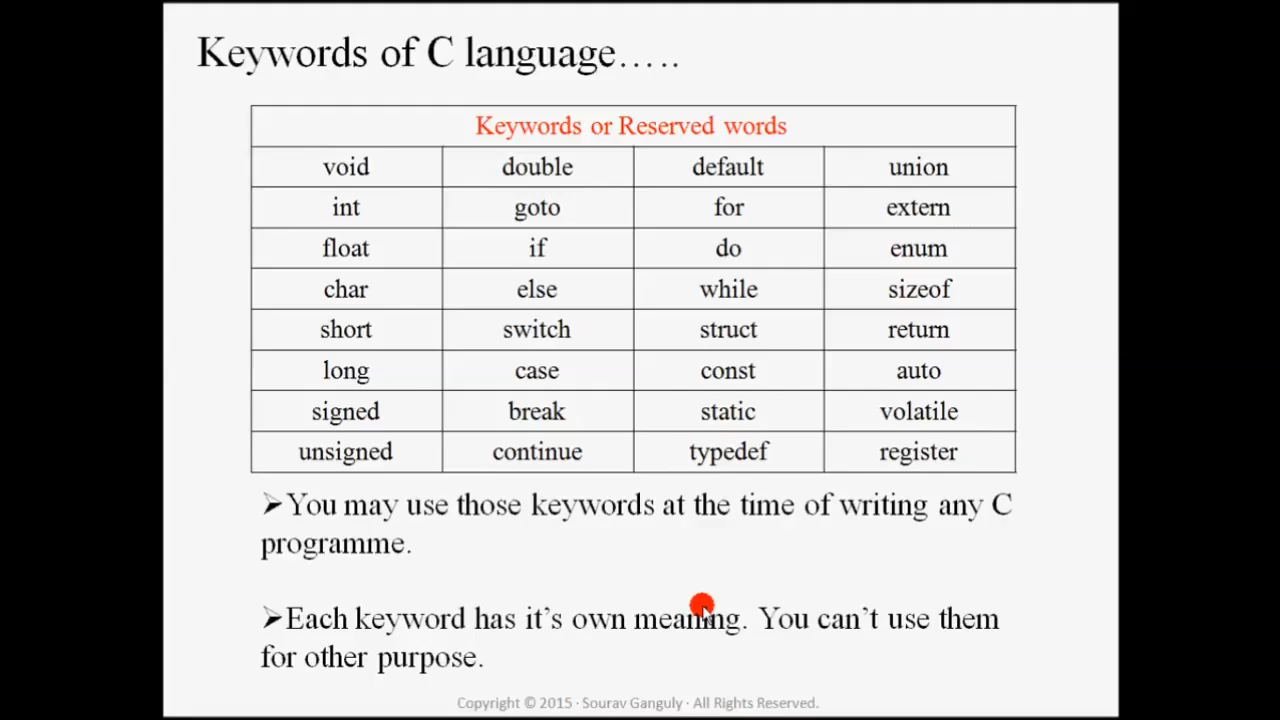 Keywords of C language.....
Keywords or Reserved words
void double default union
int goto for extern
float if do enum
char else while sizeof
short switch struct return
long case const auto
signed break static volatile
unsigned continue typedef register
➢You may use those keywords at the time of writing any C
programme.
➢Each keyword has it's own meaning. You can't use them
for other purpose.
Copyright © 2015 · Sourav Ganguly · All Rights Reserved.